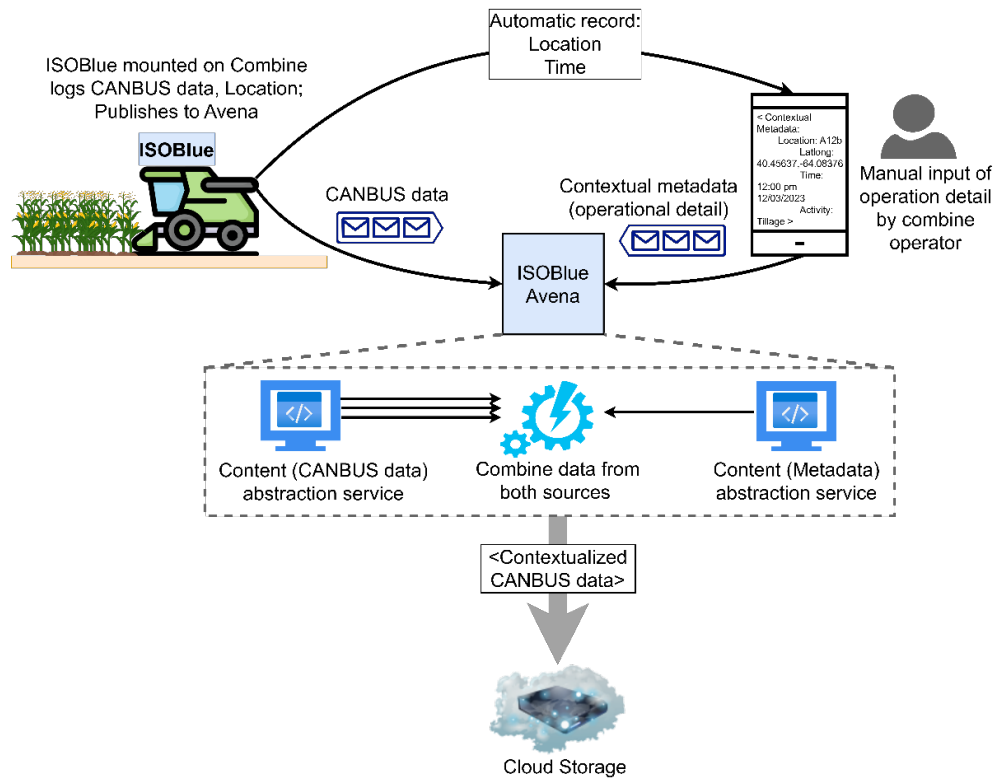 Automatic record:
Location
Time
ISOBlue mounted on Combine
logs CANBUS data, Location;
Publishes to Avena
ISOBlue
< Contextual
Metadata:
Location: A12b
Latlong:
40.45637.-64.08376
Time:
12:00 pm
12/03/2023
Activity:
Tillage >
Manual input of
operation detail
by combine
operator
CANBUS data
Contextual metadata
(operational detail)
ISOBlue
Avena
Content (CANBUS data)
abstraction service
Combine data from
both sources
Content (Metadata)
abstraction service
<Contextualized
CANBUS data>
Cloud Storage